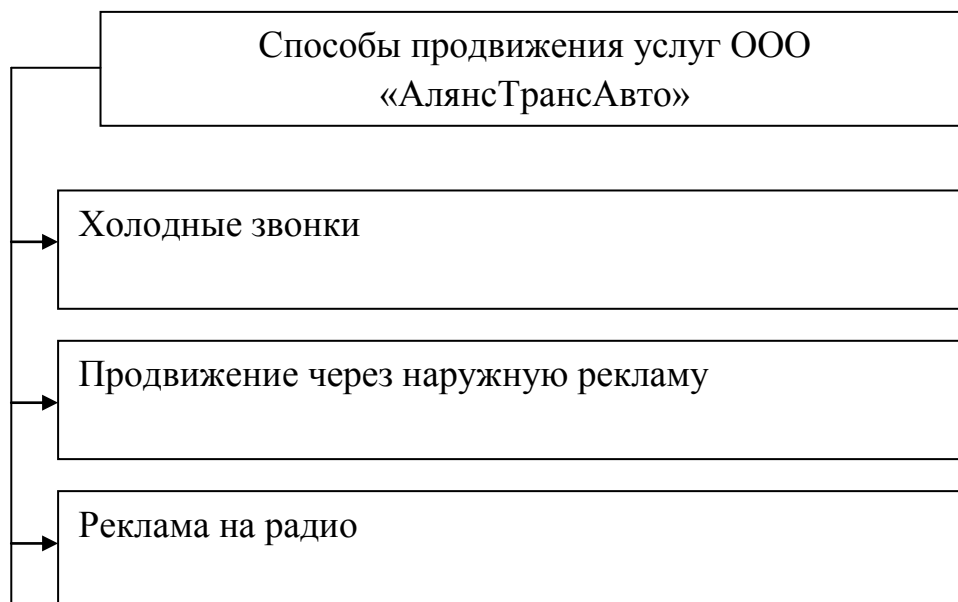 Способы продвижения услуг ООО
«АлянсТрансАвто»
Холодные звонки
Продвижение через наружную рекламу
Реклама на радио